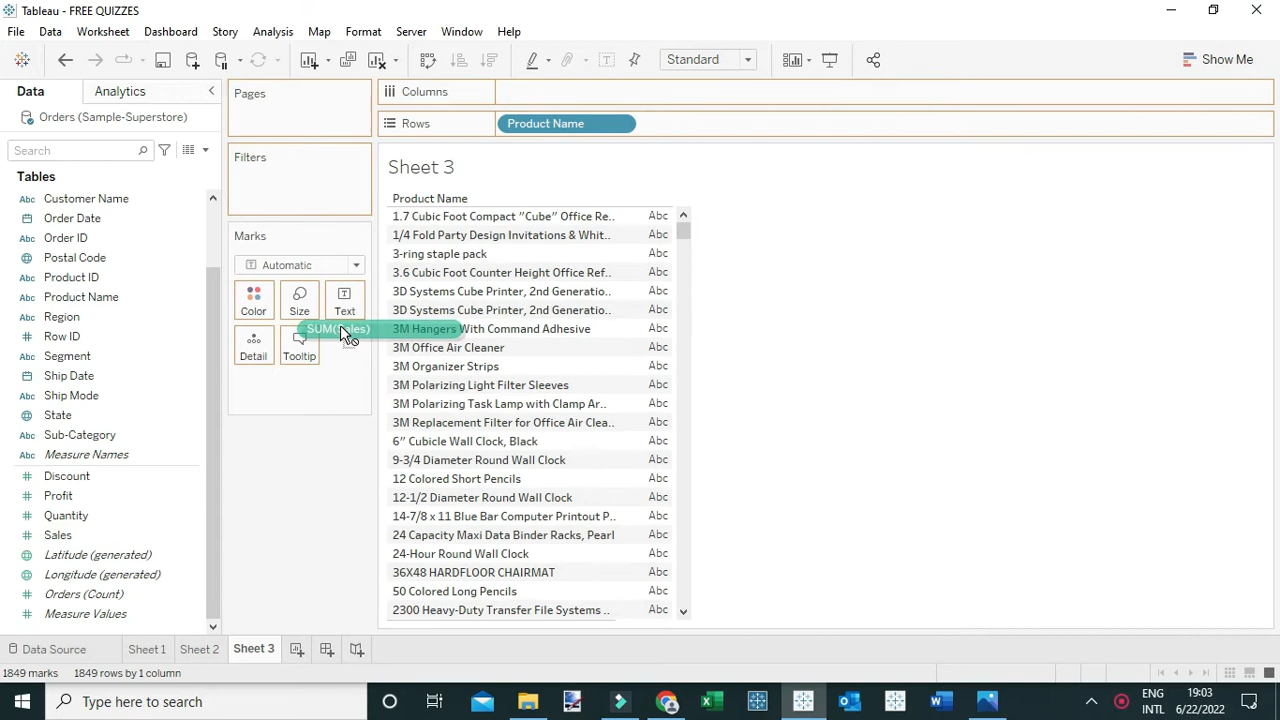 Tableau - FREE QUIZZES
File Data Worksheet Dashboard Story Analysis Map Format Server Window Help
Standard
Show Me
Data Analytics
Orders (Sample-Superstore)
Search
Tables
Abc Customer Name
Order Date
Abc Order ID
Postal Code
Abc Product ID
Abc Product Name
Abc Region
Row ID
Abc Segment
Ship Date
Abc Ship Mode
State
Abc Sub-Category
Abc Measure Names
Discount
Profit
Quantity
Sales
Latitude (generated)
Longitude (generated)
Orders (Count)
Measure Values
Pages
Filters
Marks
Automatic
Color Size Text
SUM(Sales)
Detail Tooltip
Columns
Rows Product Name
Sheet 3
Product Name
1.7 Cubic Foot Compact "Cube" Office Re.. Abc
1/4 Fold Party Design Invitations & Whit.. Abc
3-ring staple pack Abc
3.6 Cubic Foot Counter Height Office Ref.. Abc
3D Systems Cube Printer, 2nd Generatio.. Abc
3D Systems Cube Printer, 2nd Generatio.. Abc
3M Hangers With Command Adhesive Abc
3M Office Air Cleaner Abc
3M Organizer Strips Abc
3M Polarizing Light Filter Sleeves Abc
3M Polarizing Task Lamp with Clamp Ar.. Abc
3M Replacement Filter for Office Air Clea.. Abc
6" Cubicle Wall Clock, Black Abc
9-3/4 Diameter Round Wall Clock Abc
12 Colored Short Pencils Abc
12-1/2 Diameter Round Wall Clock Abc
14-7/8 x 11 Blue Bar Computer Printout P.. Abc
24 Capacity Maxi Data Binder Racks, Pearl Abc
24-Hour Round Wall Clock Abc
36X48 HARDFLOOR CHAIRMAT Abc
50 Colored Long Pencils Abc
2300 Heavy-Duty Transfer File Systems .. Abc
Data Source Sheet 1 Sheet 2 Sheet 3
1849 marks 1849 rows by 1 column
Type here to search
ENG
INTL
19:03
6/22/2022